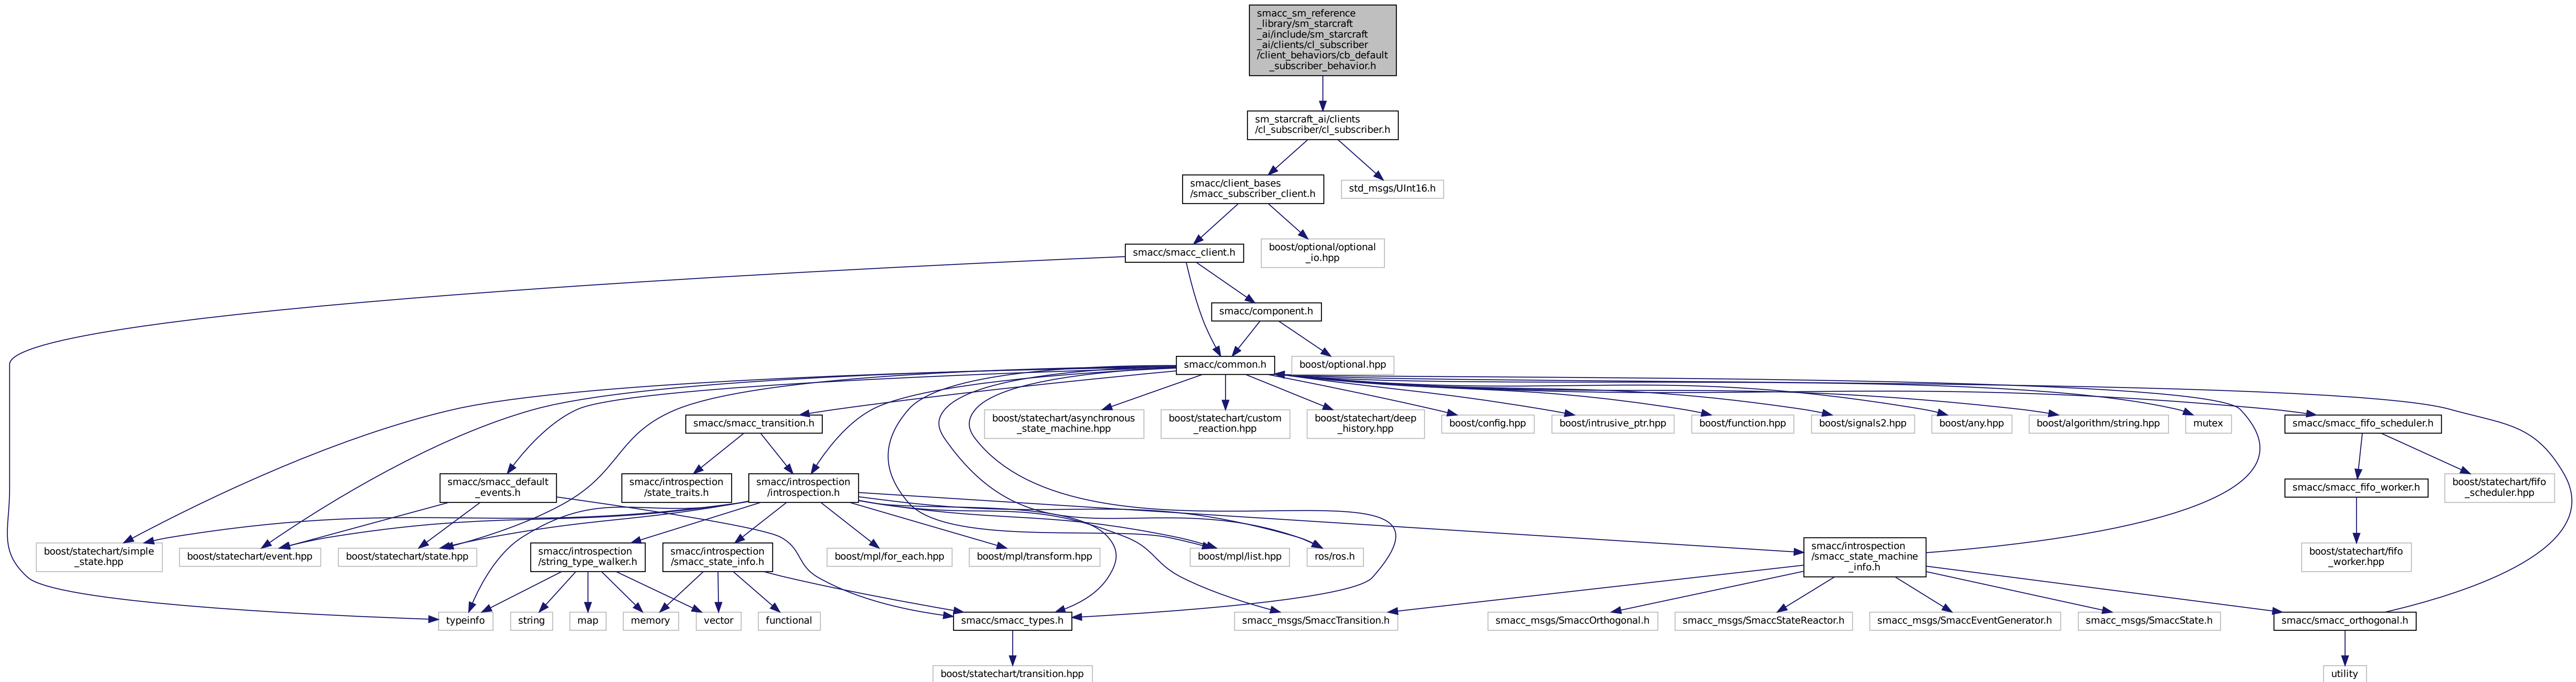 smacc_sm_reference
_library/sm_starcraft
_ai/include/sm_starcraft
_ai/clients/cl_subscriber
/client_behaviors/cb_default
_subscriber_behavior.h
sm_starcraft_ai/clients
/cl_subscriber/cl_subscriber.h
smacc/client_bases
/smacc_subscriber_client.h
std_msgs/UInt16.h
smacc/smacc_client.h
boost/optional/optional
_io.hpp
smacc/component.h
smacc/common.h
boost/optional.hpp
smacc/smacc_transition.h
boost/statechart/asynchronous
_state_machine.hpp
boost/statechart/custom
_reaction.hpp
boost/statechart/deep
_history.hpp
boost/config.hpp
boost/intrusive_ptr.hpp
boost/function.hpp
boost/signals2.hpp
boost/any.hpp
boost/algorithm/string.hpp
mutex
smacc/smacc_fifo_scheduler.h
smacc/smacc_default
_events.h
smacc/introspection
/state_traits.h
smacc/introspection
/introspection.h
smacc/smacc_fifo_worker.h
boost/statechart/fifo
_scheduler.hpp
boost/statechart/simple
_state.hpp
boost/statechart/event.hpp
boost/statechart/state.hpp
smacc/introspection
/string_type_walker.h
smacc/introspection
/smacc_state_info.h
boost/mpl/for_each.hpp
boost/mpl/transform.hpp
boost/mpl/list.hpp
ros/ros.h
smacc/introspection
/smacc_state_machine
_info.h
boost/statechart/fifo
_worker.hpp
typeinfo
string
map
memory
vector
functional
smacc/smacc_types.h
smacc_msgs/SmaccTransition.h
smacc_msgs/SmaccOrthogonal.h
smacc_msgs/SmaccStateReactor.h
smacc_msgs/SmaccEventGenerator.h
smacc_msgs/SmaccState.h
smacc/smacc_orthogonal.h
boost/statechart/transition.hpp
utility